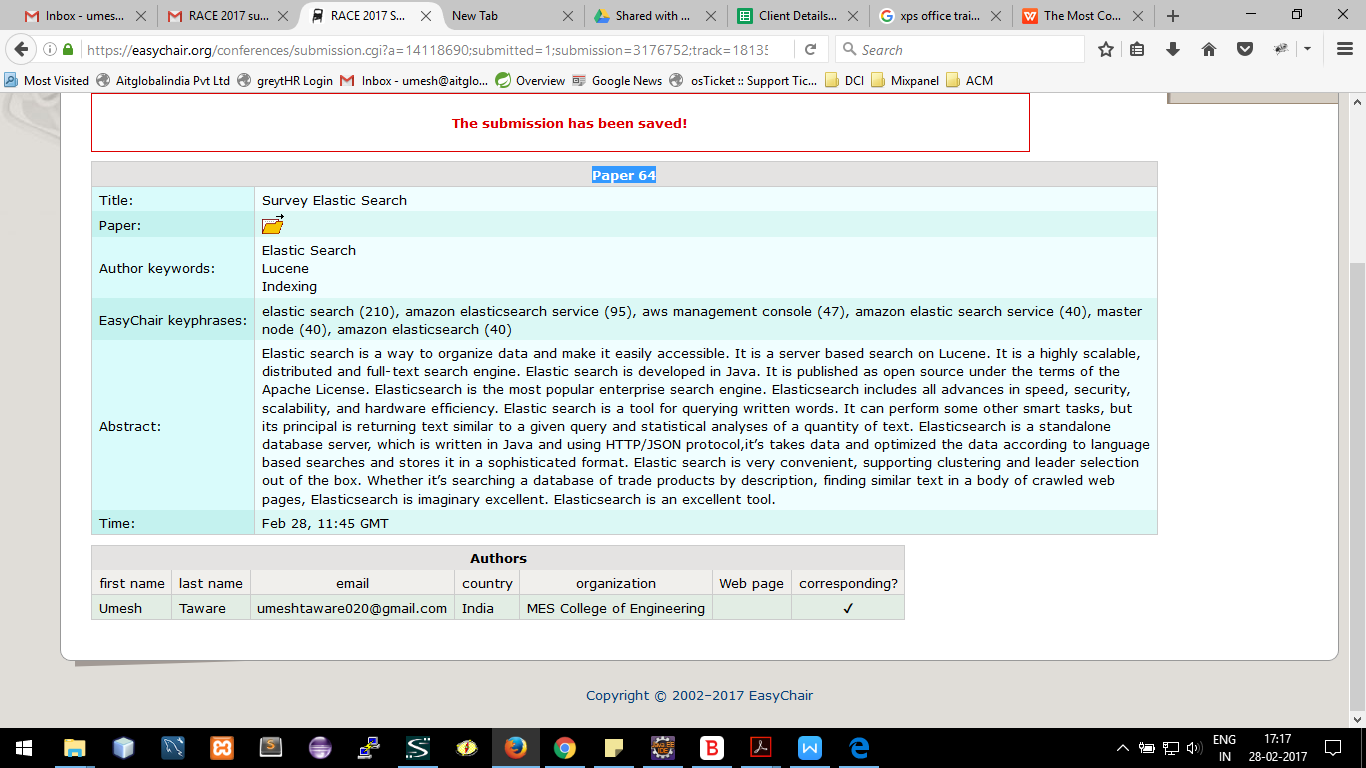 Inbox - umes...
RACE 2017 su...
RACE 2017 S...
New Tab
Shared with ...
Client Details...
xps office trai...
The Most Co...
https://easychair.org/conferences/submission.cgi?a=14118690;submitted=1;submission=3176752;track=18135
Search
Most Visited
Aitglobalindia Pvt Ltd
greytHR Login
Inbox - umesh@aitglo...
Overview
Google News
osTicket :: Support Tic...
DCI
Mixpanel
ACM
The submission has been saved!
Paper 64
Title: Survey Elastic Search
Paper:
Author keywords: Elastic Search
Lucene
Indexing
EasyChair keyphrases: elastic search (210), amazon elasticsearch service (95), aws management console (47), amazon elastic search service (40), master
node (40), amazon elasticsearch (40)
Abstract: Elastic search is a way to organize data and make it easily accessible. It is a server based search on Lucene. It is a highly scalable,
distributed and full-text search engine. Elastic search is developed in Java. It is published as open source under the terms of the
Apache License. Elasticsearch is the most popular enterprise search engine. Elasticsearch includes all advances in speed, security,
scalability, and hardware efficiency. Elastic search is a tool for querying written words. It can perform some other smart tasks, but
its principal is returning text similar to a given query and statistical analyses of a quantity of text. Elasticsearch is a standalone
database server, which is written in Java and using HTTP/JSON protocol,it’s takes data and optimized the data according to language
based searches and stores it in a sophisticated format. Elastic search is very convenient, supporting clustering and leader selection
out of the box. Whether it’s searching a database of trade products by description, finding similar text in a body of crawled web
pages, Elasticsearch is imaginary excellent. Elasticsearch is an excellent tool.
Time: Feb 28, 11:45 GMT
Authors
first name last name email country organization Web page corresponding?
Umesh Taware umeshtaware020@gmail.com India MES College of Engineering ✓
Copyright © 2002–2017 EasyChair
ENG 17:17
IN 28-02-2017